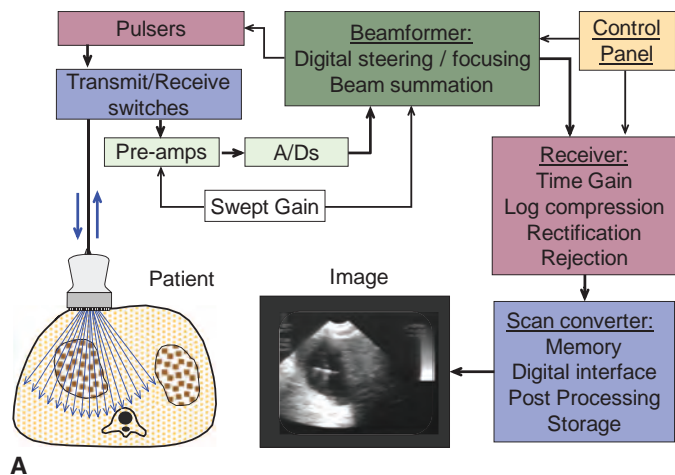 Pulsers
Beamformer:
Digital steering / focusing
Beam summation
Control
Panel
Transmit/Receive
switches
Pre-amps
A/Ds
Swept Gain
Receiver:
Time Gain
Log compression
Rectification
Rejection
Patient
Image
Scan converter:
Memory
Digital interface
Post Processing
Storage
A